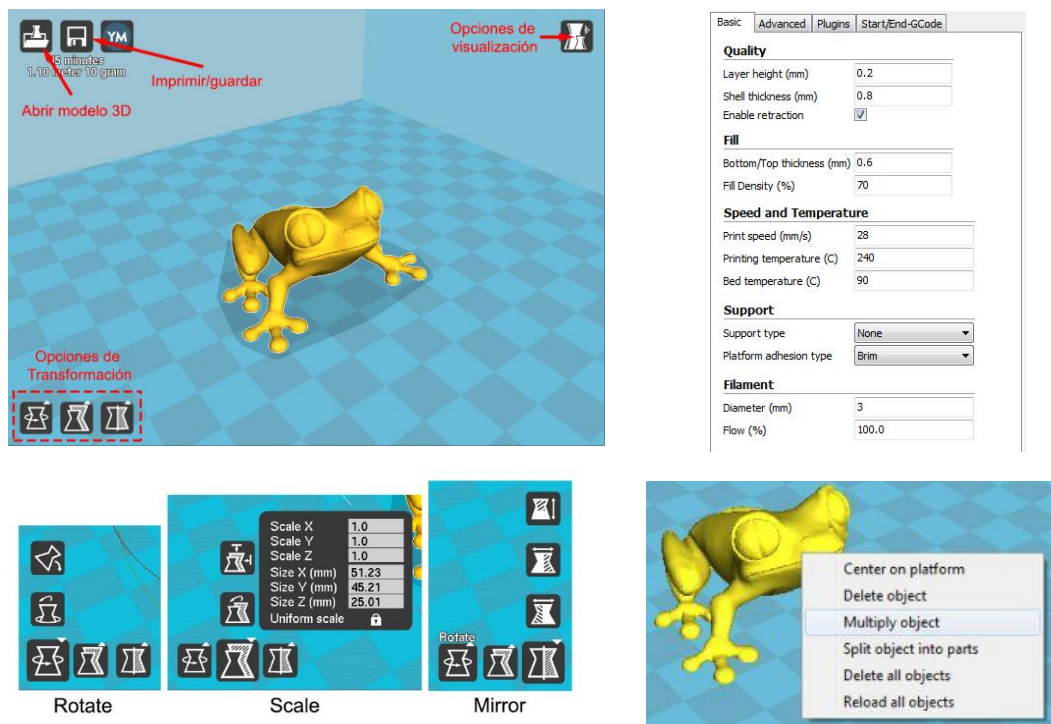 Opciones de
visualización
YM
15 minutes
1.10 meter 10 gram
Imprimir/guardar
Abrir modelo 3D
Opciones de
Transformación
Basic Advanced Plugins Start/End-GCode
Quality
Layer height (mm) 0.2
Shell thickness (mm) 0.8
Enable retraction
Fill
Bottom/Top thickness (mm) 0.6
Fill Density (%) 70
Speed and Temperature
Print speed (mm/s) 28
Printing temperature (C) 240
Bed temperature (C) 90
Support
Support type None
Platform adhesion type Brim
Filament
Diameter (mm) 3
Flow (%) 100.0
Rotate
Scale X 1.0
Scale Y 1.0
Scale Z 1.0
Size X (mm) 51.23
Size Y (mm) 45.21
Size Z (mm) 25.01
Uniform scale
Scale
Rotate
Mirror
Center on platform
Delete object
Multiply object
Split object into parts
Delete all objects
Reload all objects